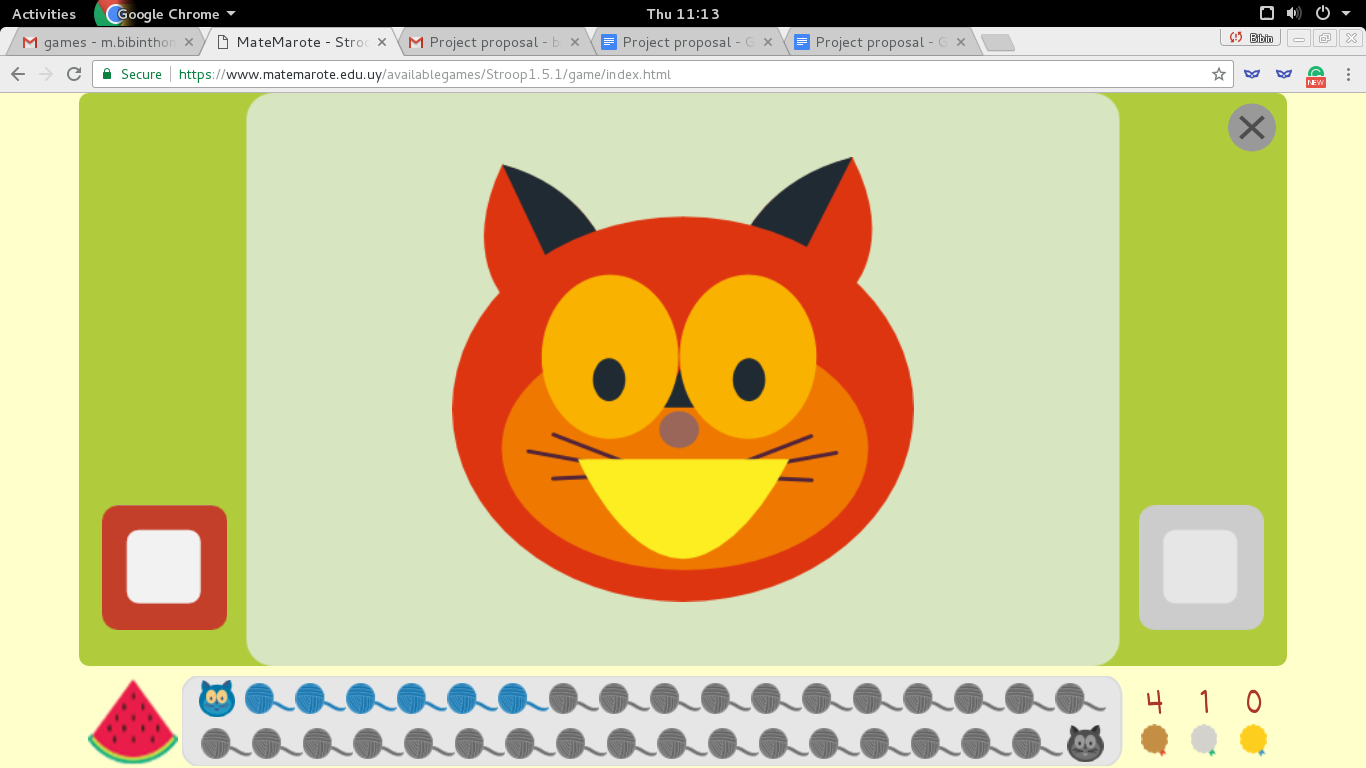 Activities Google Chrome Thu 11:13
games - m.bibinthon MateMarote - Stroo Project proposal - b Project proposal - G Project proposal - G Bibin
Secure https://www.matemarote.edu.uy/availablegames/Stroop1.5.1/game/index.html NEW
4 1 0